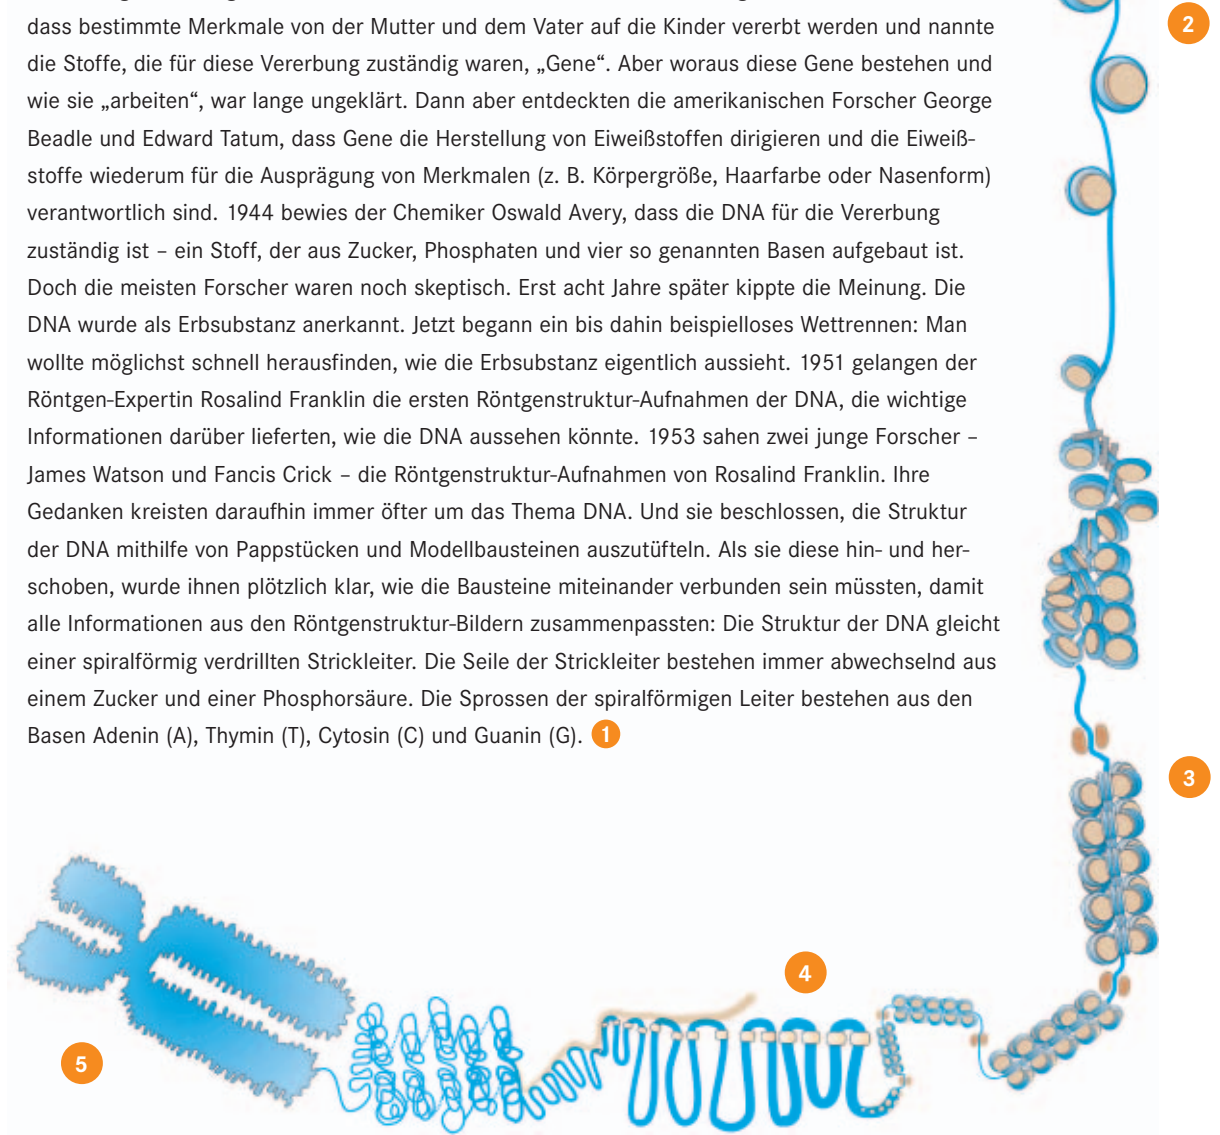 dass bestimmte Merkmale von der Mutter und dem Vater auf die Kinder vererbt werden und nannte
die Stoffe, die für diese Vererbung zuständig waren, „Gene“. Aber woraus diese Gene bestehen und
wie sie „arbeiten“, war lange ungeklärt. Dann aber entdeckten die amerikanischen Forscher George
Beadle und Edward Tatum, dass Gene die Herstellung von Eiweißstoffen dirigieren und die Eiweiß-
stoffe wiederum für die Ausprägung von Merkmalen (z. B. Körpergröße, Haarfarbe oder Nasenform)
verantwortlich sind. 1944 bewies der Chemiker Oswald Avery, dass die DNA für die Vererbung
zuständig ist – ein Stoff, der aus Zucker, Phosphaten und vier so genannten Basen aufgebaut ist.
Doch die meisten Forscher waren noch skeptisch. Erst acht Jahre später kippte die Meinung. Die
DNA wurde als Erbsubstanz anerkannt. Jetzt begann ein bis dahin beispielloses Wettrennen: Man
wollte möglichst schnell herausfinden, wie die Erbsubstanz eigentlich aussieht. 1951 gelangen der
Röntgen-Expertin Rosalind Franklin die ersten Röntgenstruktur-Aufnahmen der DNA, die wichtige
Informationen darüber lieferten, wie die DNA aussehen könnte. 1953 sahen zwei junge Forscher –
James Watson und Fancis Crick – die Röntgenstruktur-Aufnahmen von Rosalind Franklin. Ihre
Gedanken kreisten daraufhin immer öfter um das Thema DNA. Und sie beschlossen, die Struktur
der DNA mithilfe von Pappstücken und Modellbausteinen auszutüfteln. Als sie diese hin- und her-
schoben, wurde ihnen plötzlich klar, wie die Bausteine miteinander verbunden sein müssten, damit
alle Informationen aus den Röntgenstruktur-Bildern zusammenpassten: Die Struktur der DNA gleicht
einer spiralförmig verdrillten Strickleiter. Die Seile der Strickleiter bestehen immer abwechselnd aus
einem Zucker und einer Phosphorsäure. Die Sprossen der spiralförmigen Leiter bestehen aus den
Basen Adenin (A), Thymin (T), Cytosin (C) und Guanin (G). 1
2
3
4
5